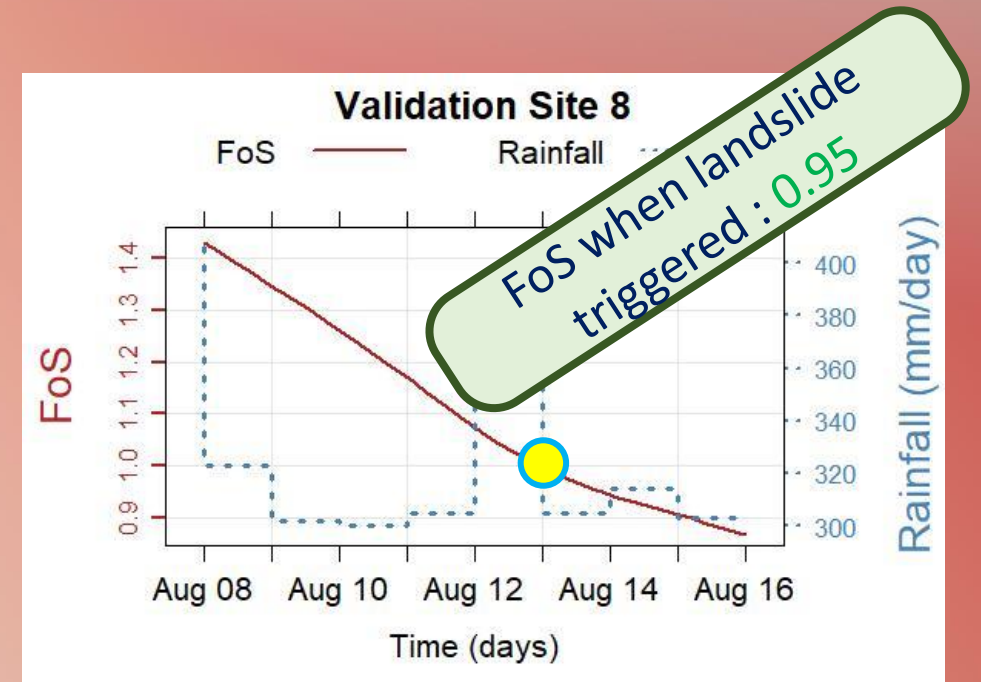 Validation Site 8
FoS
Rainfall
FoS when landslide
triggered : 0.95
FoS
1.4
1.3
1.2
1.1
1.0
0.9
400
380
360
340
320
300
Rainfall (mm/day)
Aug 08 Aug 10 Aug 12 Aug 14 Aug 16
Time (days)